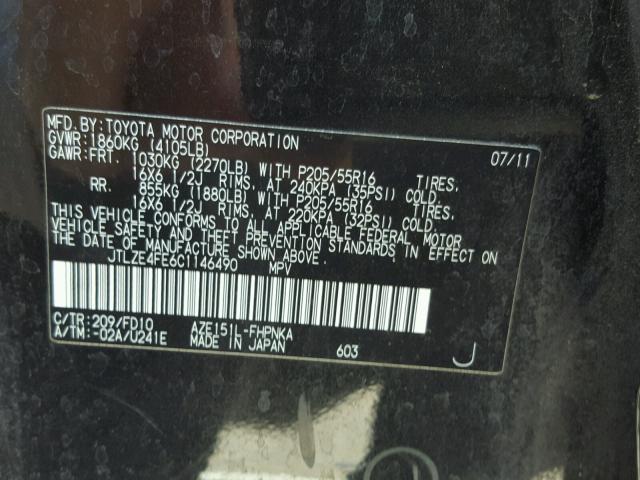 MFD. BY: TOYOTA MOTOR CORPORATION 07/11
GVWR: 1860KG (4105LB)
GAWR: FRT. 1030KG (2270LB) WITH P205/55R16 TIRES,
16X6 1/2J RIMS, AT 240KPA (35PSI) COLD.
RR. 855KG (1880LB) WITH P205/55R16 TIRES,
16X6 1/2J RIMS, AT 220KPA (32PSI) COLD.
THIS VEHICLE CONFORMS TO ALL APPLICABLE FEDERAL MOTOR
VEHICLE SAFETY AND THEFT PREVENTION STANDARDS IN EFFECT
ON THE DATE OF MANUFACTURE SHOWN ABOVE.
JTLZE4FE6C1146490 MPV
C/TR: 209/FD10 AZE151L-FHPNKA
A/TM: -02A/U241E MADE IN JAPAN 603 J